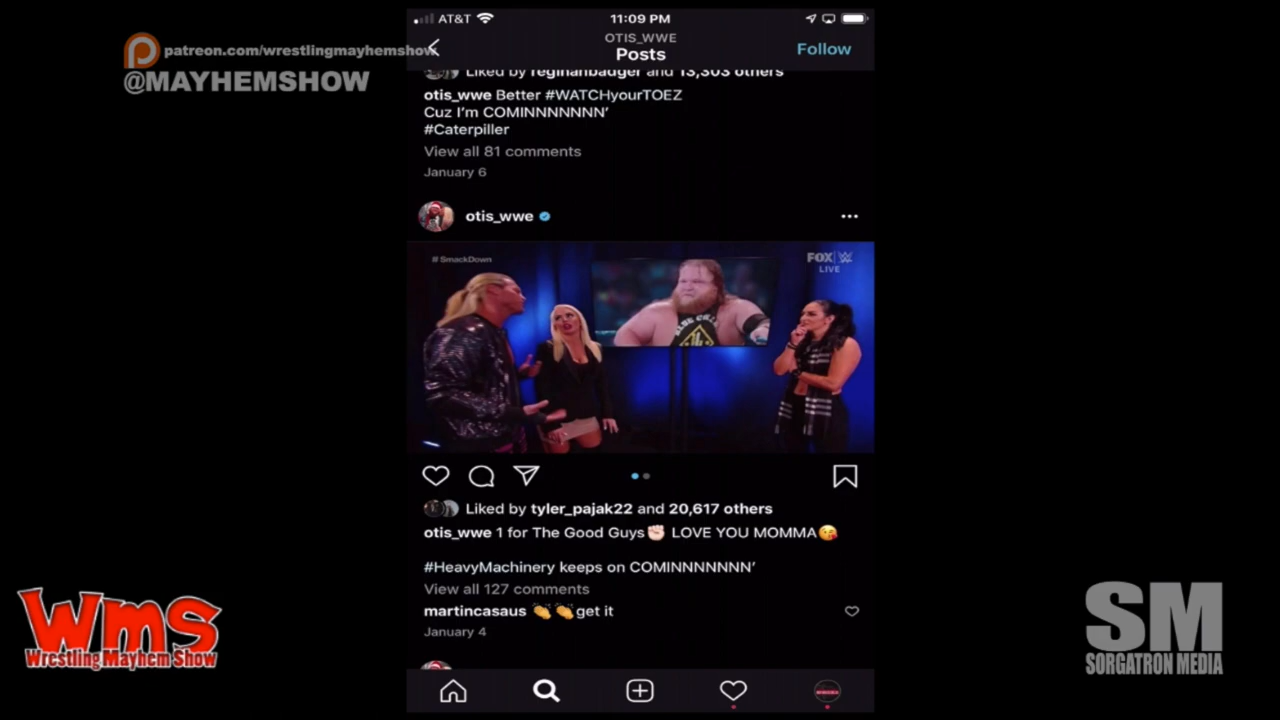 AT&T
11:09 PM
patreon.com/wrestlingmayhemshow
@MAYHEMSHOW
OTIS_WWE
Posts
Follow
Liked by reginanbadger and 13,303 others
otis_wwe Better #WATCHyourTOEZ
Cuz I'm COMINNNNNNN'
#Caterpiller
View all 81 comments
January 6
otis_wwe
#SmackDown
FOX
LIVE
Liked by tyler_pajak22 and 20,617 others
otis_wwe 1 for The Good Guys✊🏻 LOVE YOU MOMMA😘
#HeavyMachinery keeps on COMINNNNNNN'
View all 127 comments
martincasaus 👏👏get it
January 4
WMS
Wrestling Mayhem Show
SM
SORGATRON MEDIA